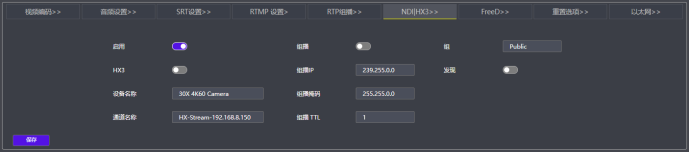 视频编码>> 音频设置>> SRT设置>> RTMP 设置> RTP组播>> NDI|HX3>> FreeD>> 重置选项>> 以太网>>
启用 组播 组 Public
HX3 组播IP 239.255.0.0 发现
设备名称 30X 4K60 Camera 组播掩码 255.255.0.0
通道名称 HX-Stream-192.168.8.150 组播 TTL 1
保存